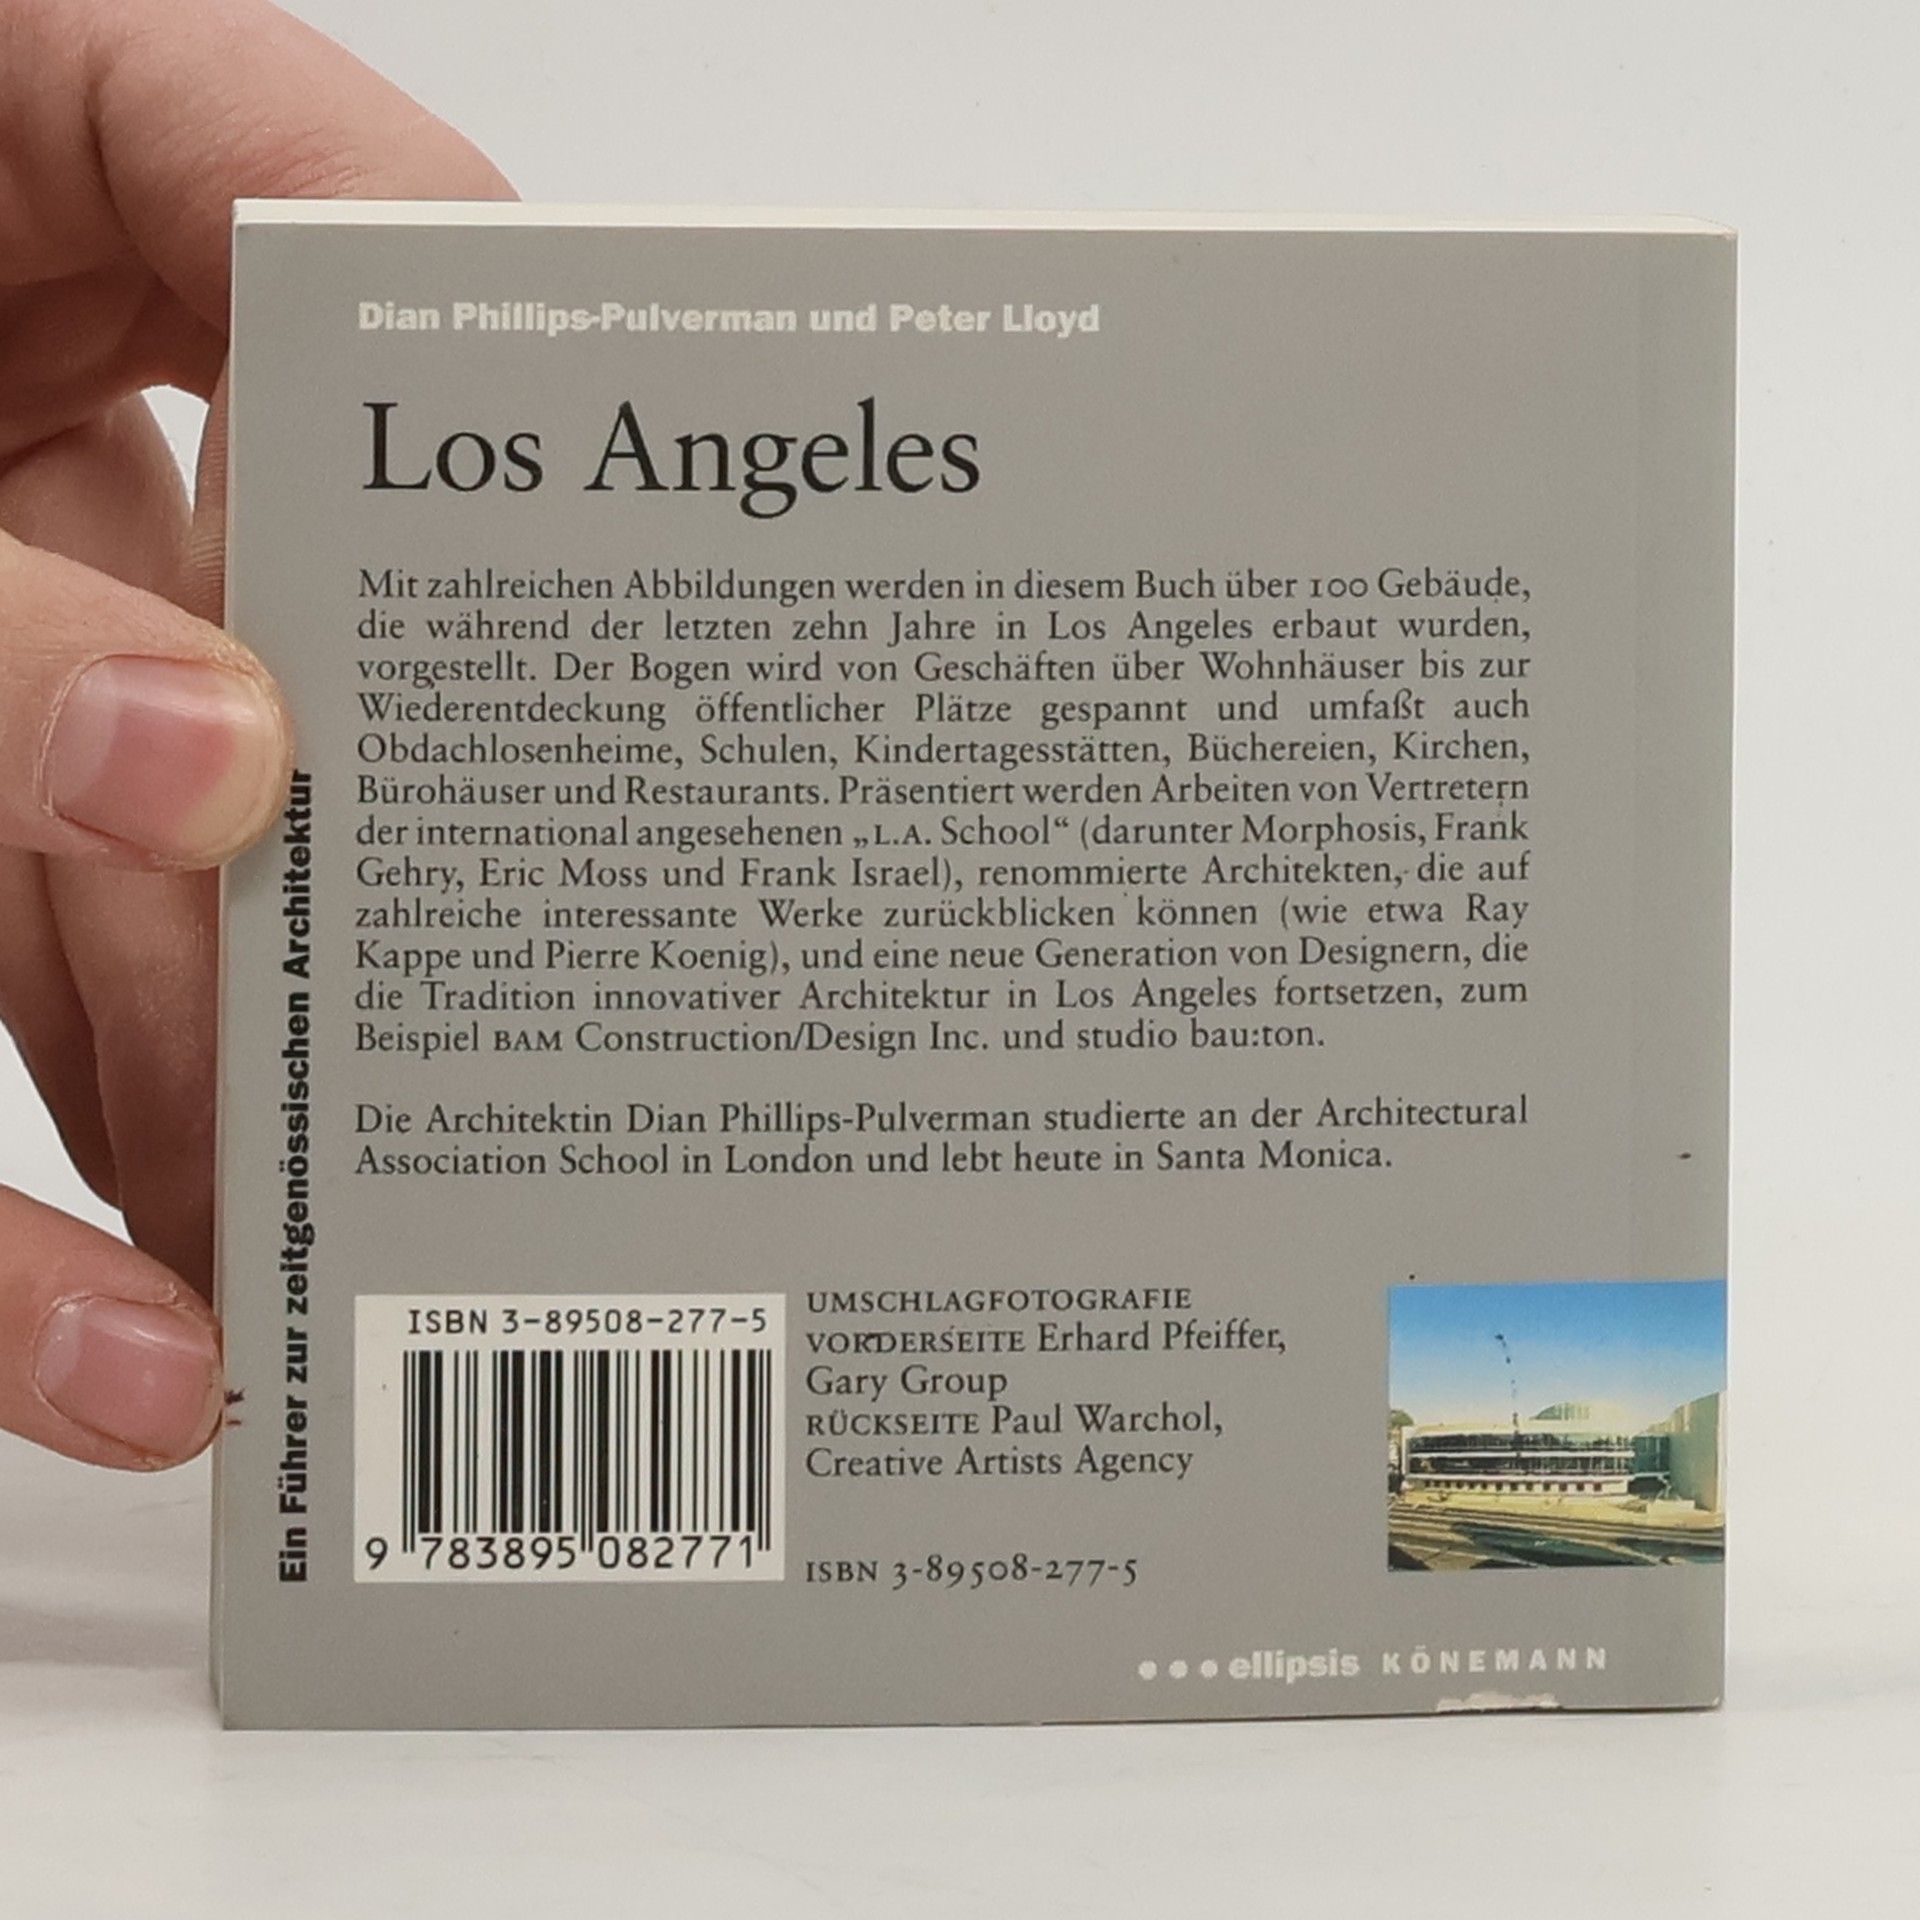 Dian Phillips-Pulverman und Peter Lloyd
Los Angeles
Mit zahlreichen Abbildungen werden in diesem Buch über 100 Gebäude,
die während der letzten zehn Jahre in Los Angeles erbaut wurden,
vorgestellt. Der Bogen wird von Geschäften über Wohnhäuser bis zur
Wiederentdeckung öffentlicher Plätze gespannt und umfaßt auch
Obdachlosenheime, Schulen, Kindertagesstätten, Büchereien, Kirchen,
Bürohäuser und Restaurants. Präsentiert werden Arbeiten von Vertretern
der international angesehenen „L.A. School“ (darunter Morphosis, Frank
Gehry, Eric Moss und Frank Israel), renommierte Architekten, die auf
zahlreiche interessante Werke zurückblicken können (wie etwa Ray
Kappe und Pierre Koenig), und eine neue Generation von Designern, die
die Tradition innovativer Architektur in Los Angeles fortsetzen, zum
Beispiel BAM Construction/Design Inc. und studio bau:ton.
Die Architektin Dian Phillips-Pulverman studierte an der Architectural
Association School in London und lebt heute in Santa Monica.
Ein Führer zur zeitgenössischen Architektur
ISBN 3-89508-277-5
9 783895 082771
UMSCHLAGFOTOGRAFIE
VORDERSEITE Erhard Pfeiffer,
Gary Group
RÜCKSEITE Paul Warchol,
Creative Artists Agency
ISBN 3-89508-277-5
●●●ellipsis KÖNEMANN